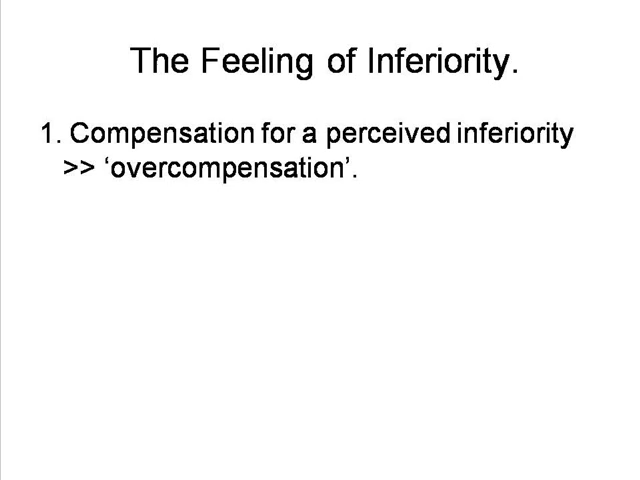 The Feeling of Inferiority.
1. Compensation for a perceived inferiority
>> ‘overcompensation’.